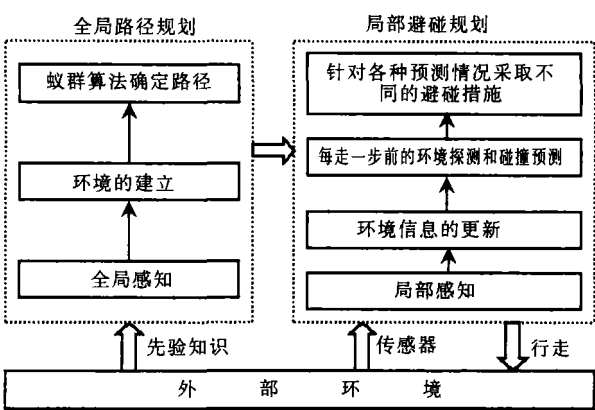 全局路径规划
蚁群算法确定路径
环境的建立
全局感知
局部避碰规划
针对各种预测情况采取不
同的避碰措施
每走一步前的环境探测和碰撞预测
环境信息的更新
局部感知
先验知识
传感器
行走
外部环境